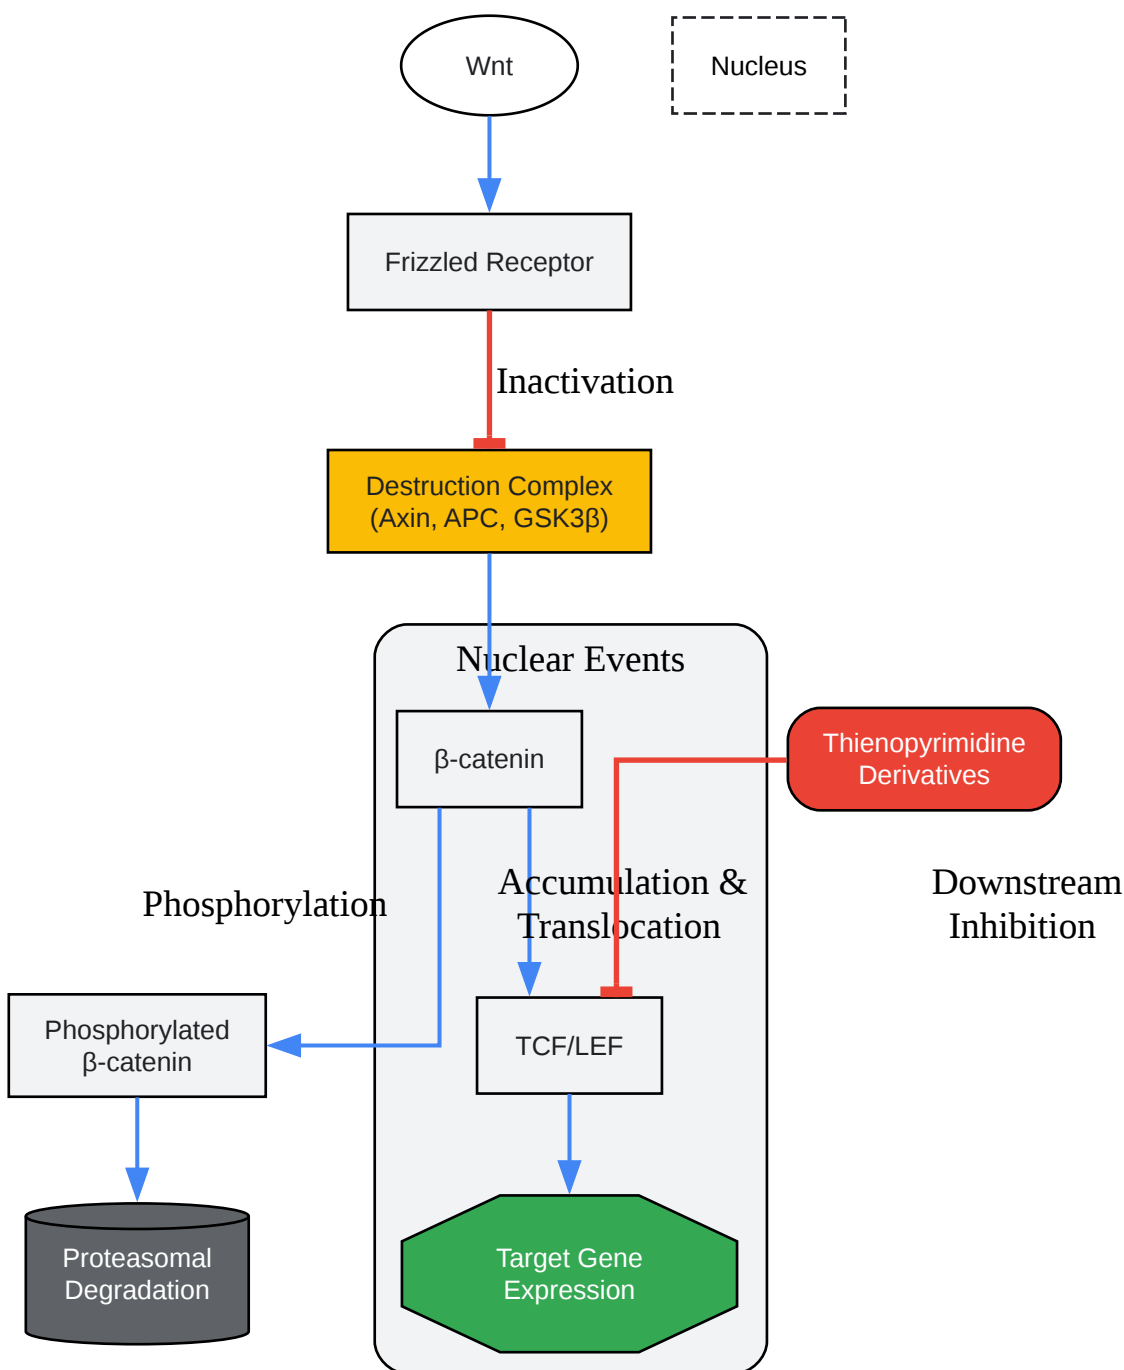 Wnt
Nucleus
Frizzled Receptor
Inactivation
Destruction Complex
(Axin, APC, GSK3β)
Nuclear Events
β-catenin
Thienopyrimidine
Derivatives
Phosphorylation
Accumulation &
Translocation
Downstream
Inhibition
Phosphorylated
β-catenin
TCF/LEF
Proteasomal
Degradation
Target Gene
Expression